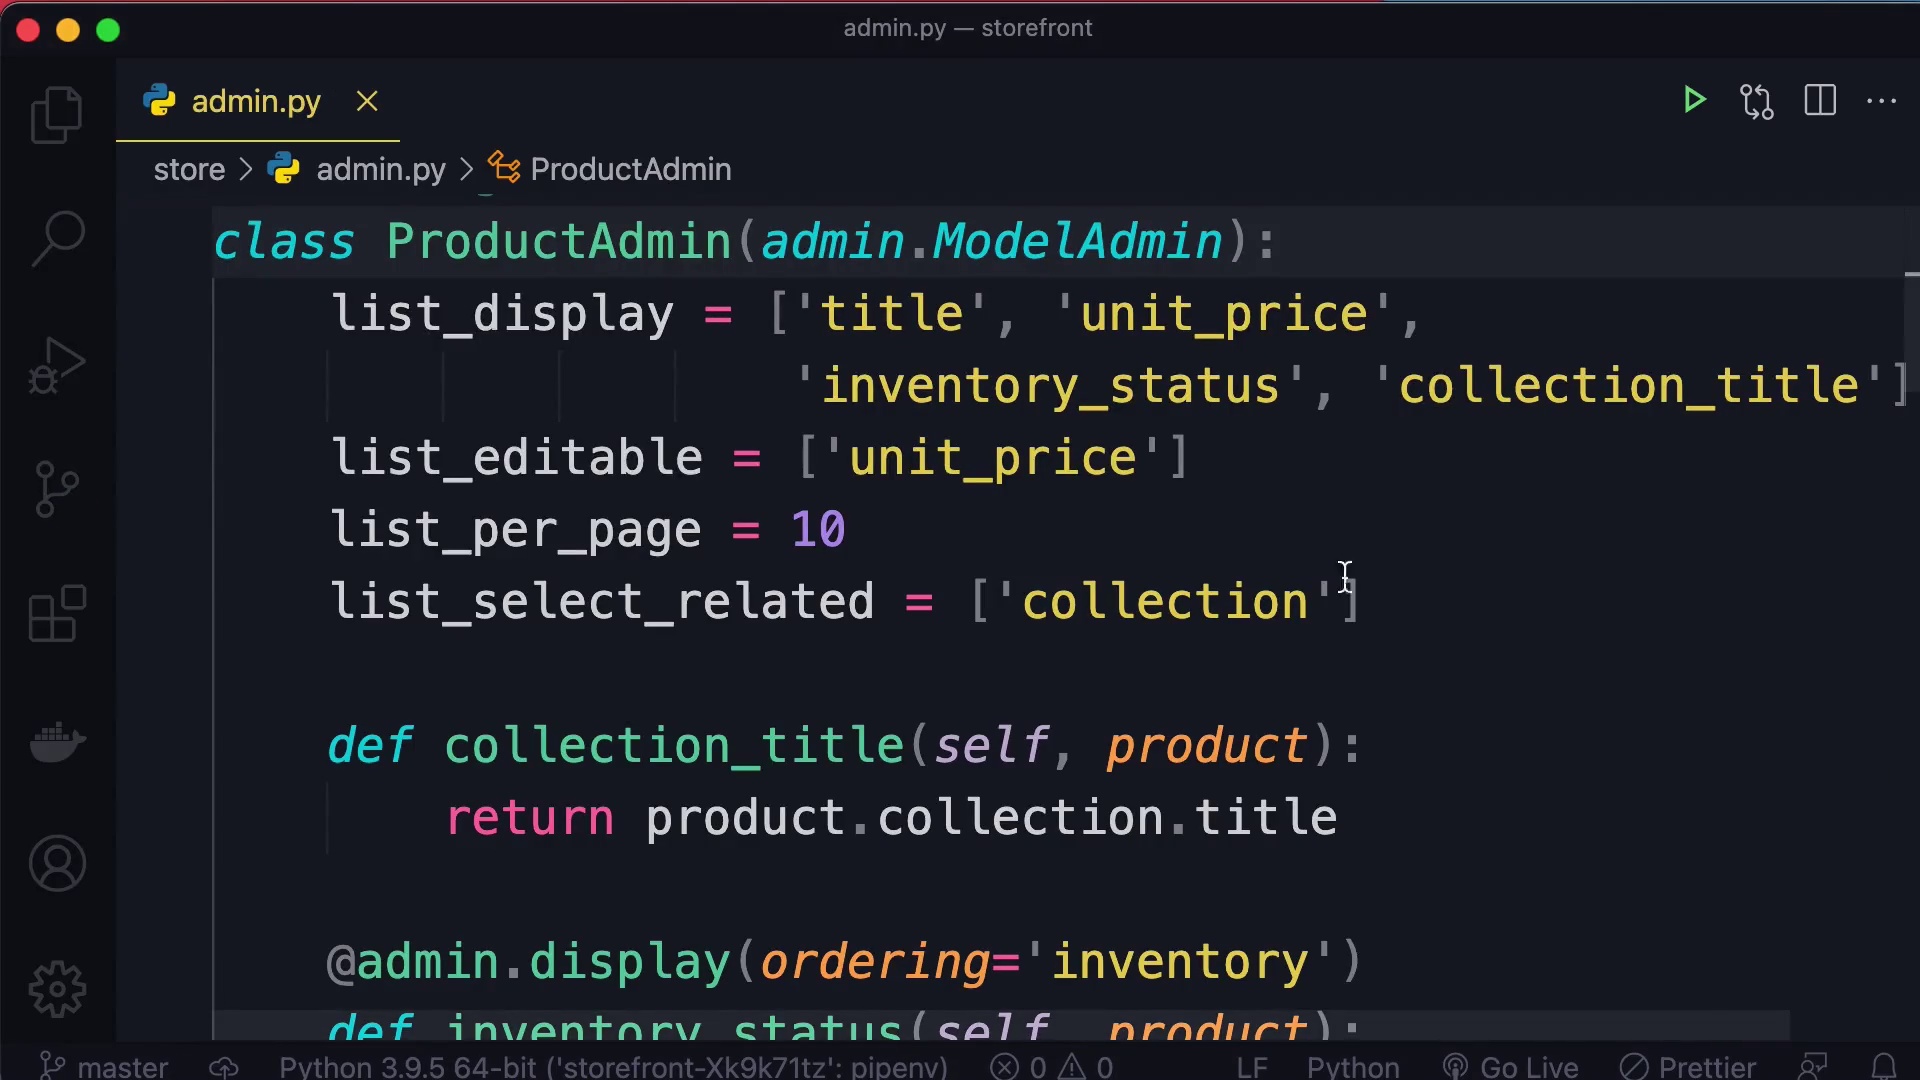 admin.py — storefront
admin.py
store > admin.py > ProductAdmin
class ProductAdmin(admin.ModelAdmin):
list_display = ['title', 'unit_price',
'inventory_status', 'collection_title']
list_editable = ['unit_price']
list_per_page = 10
list_select_related = ['collection']
def collection_title(self, product):
return product.collection.title
@admin.display(ordering='inventory')
def inventory_status(self, product):
master Python 3.9.5 64-bit ('storefront-Xk9k71tz': pipenv) 0 0 LF Python Go Live Prettier